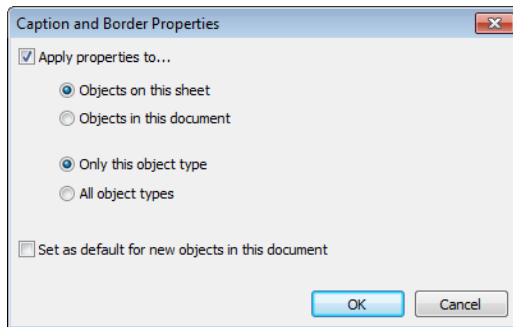 Caption and Border Properties
Apply properties to...
Objects on this sheet
Objects in this document
Only this object type
All object types
Set as default for new objects in this document
OK Cancel